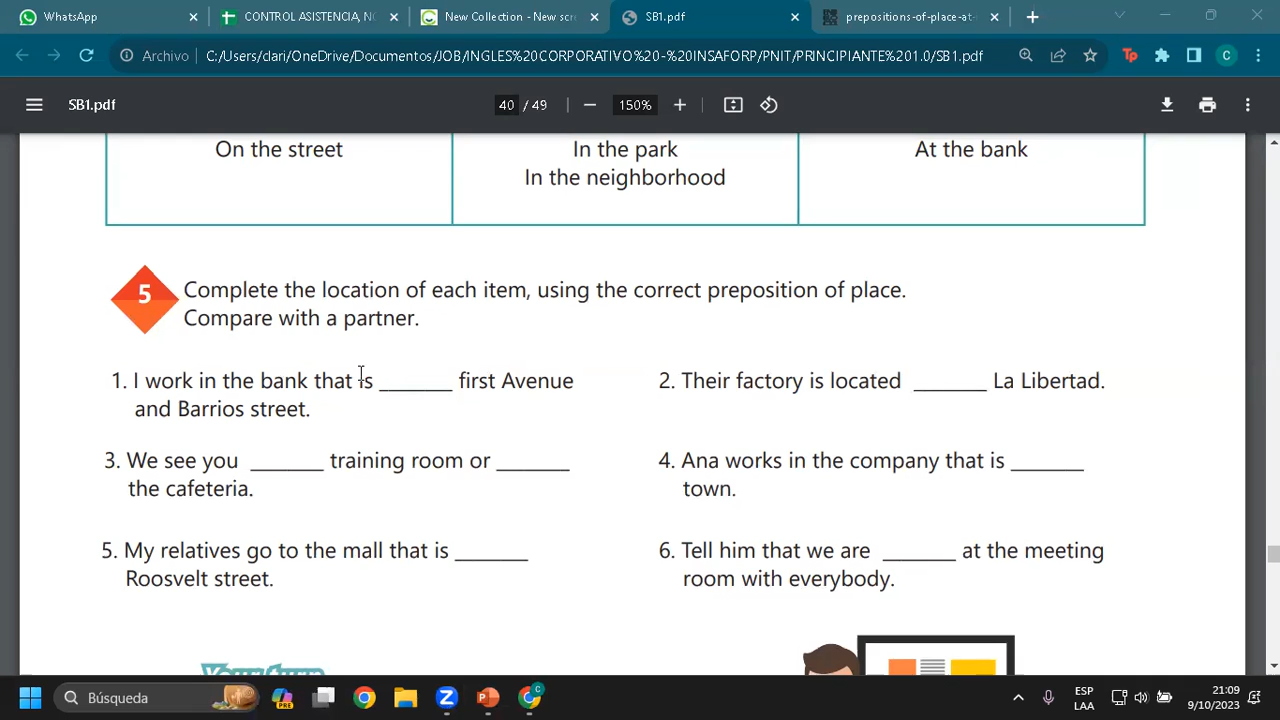 WhatsApp
CONTROL ASISTENCIA, NO
New Collection - New scr
SB1.pdf
prepositions-of-place-at-
Archivo
C:/Users/clari/OneDrive/Documentos/JOB/INGLES%20CORPORATIVO%20-%20INSAFORP/PNIT/PRINCIPIANTE%201.0/SB1.pdf
Tp
C
SB1.pdf
40 / 49
150%
On the street
In the park
At the bank
In the neighborhood
5
Complete the location of each item, using the correct preposition of place.
Compare with a partner.
1. I work in the bank that is _______ first Avenue
and Barrios street.
2. Their factory is located _______ La Libertad.
3. We see you _______ training room or _______
the cafeteria.
4. Ana works in the company that is _______
town.
5. My relatives go to the mall that is _______
Roosvelt street.
6. Tell him that we are _______ at the meeting
room with everybody.
Your turn
Búsqueda
PRE
ESP
LAA
21:09
9/10/2023